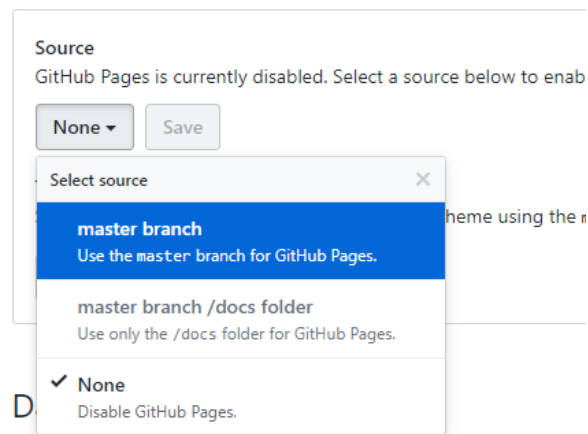 Source
GitHub Pages is currently disabled. Select a source below to enab
None
Save
Select source
heme using the
master branch
Use the master branch for GitHub Pages.
master branch /docs folder
Use only the /docs folder for GitHub Pages.
None
Disable GitHub Pages.